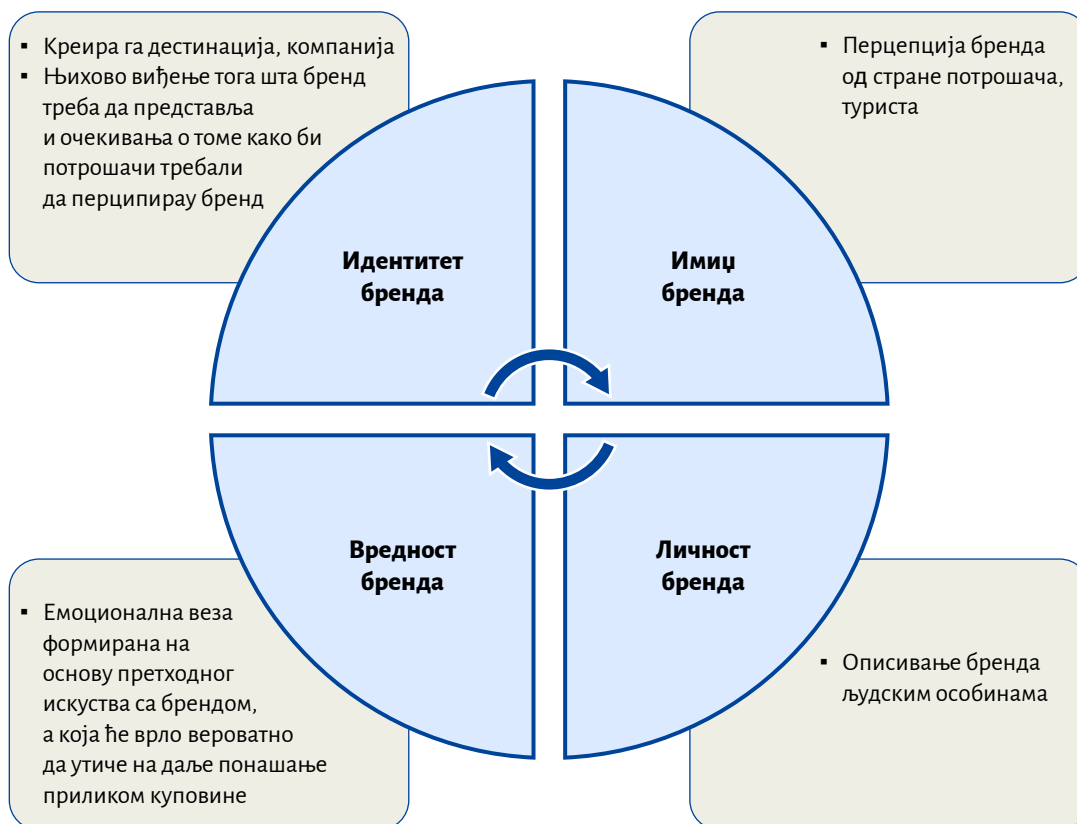 ▪ Креира га дестинација, компанија
▪ Њихово виђење тога шта бренд
треба да представља
и очекивања о томе како би
потрошачи требали
да перципирау бренд
▪ Перцепција бренда
од стране потрошача,
туриста
Идентитет
бренда
Имиџ
бренда
Вредност
бренда
Личност
бренда
▪ Емоционална веза
формирана на
основу претходног
искуства са брендом,
а која ће врло вероватно
да утиче на даље понашање
приликом куповине
▪ Описивање бренда
људским особинама